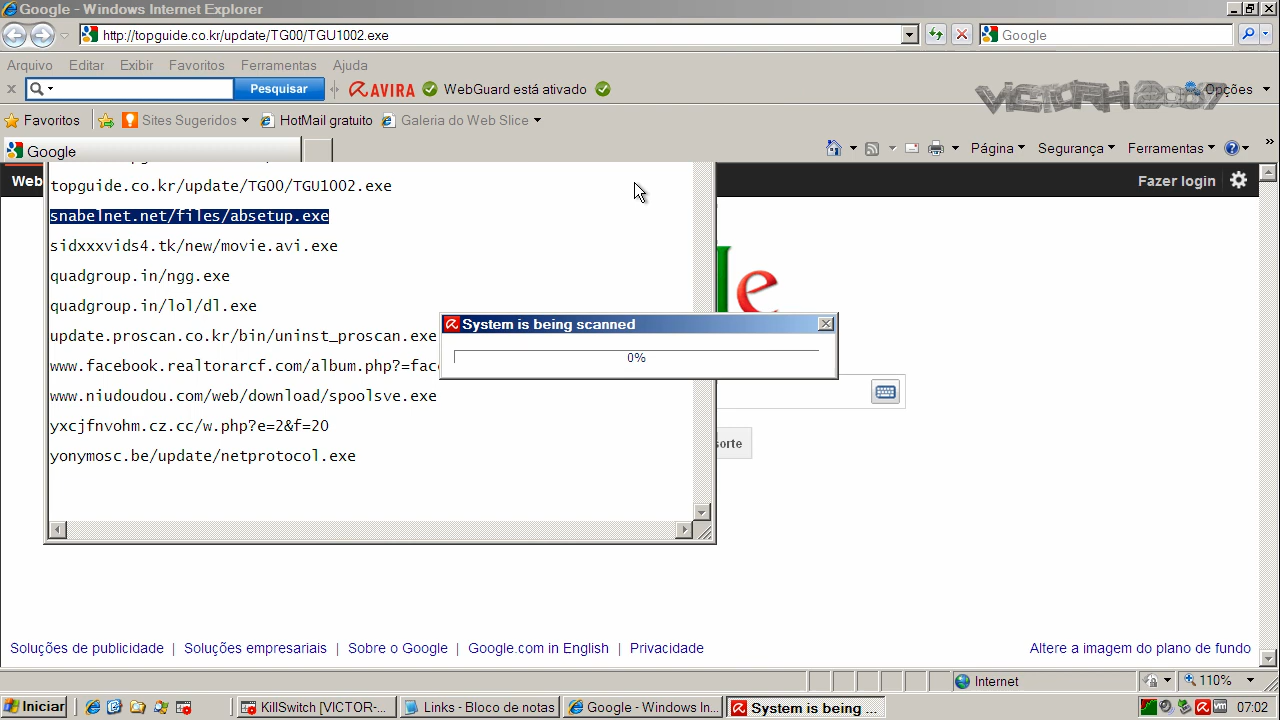 Google - Windows Internet Explorer
http://topguide.co.kr/update/TG00/TGU1002.exe
Google
Arquivo Editar Exibir Favoritos Ferramentas Ajuda
Pesquisar AVIRA WebGuard está ativado Opções
VICTORH 2007
Favoritos Sites Sugeridos HotMail gratuito Galeria do Web Slice
Google Página Segurança Ferramentas
Web Fazer login
topguide.co.kr/update/TG00/TGU1002.exe
snabelnet.net/files/absetup.exe
sidxxxvids4.tk/new/movie.avi.exe
quadgroup.in/ngg.exe
quadgroup.in/lol/dl.exe
System is being scanned
update.proscan.co.kr/bin/uninst_proscan.exe
0%
www.facebook.realtorarcf.com/album.php?=fac
www.niudoudou.com/web/download/spoolsve.exe
yxcjfnvohm.cz.cc/w.php?e=2&f=20
sorte
yonymosc.be/update/netprotocol.exe
Soluções de publicidade | Soluções empresariais | Sobre o Google | Google.com in English | Privacidade Altere a imagem do plano de fundo
Internet 110%
Iniciar KillSwitch [VICTOR-... Links - Bloco de notas Google - Windows In... System is being ... 07:02